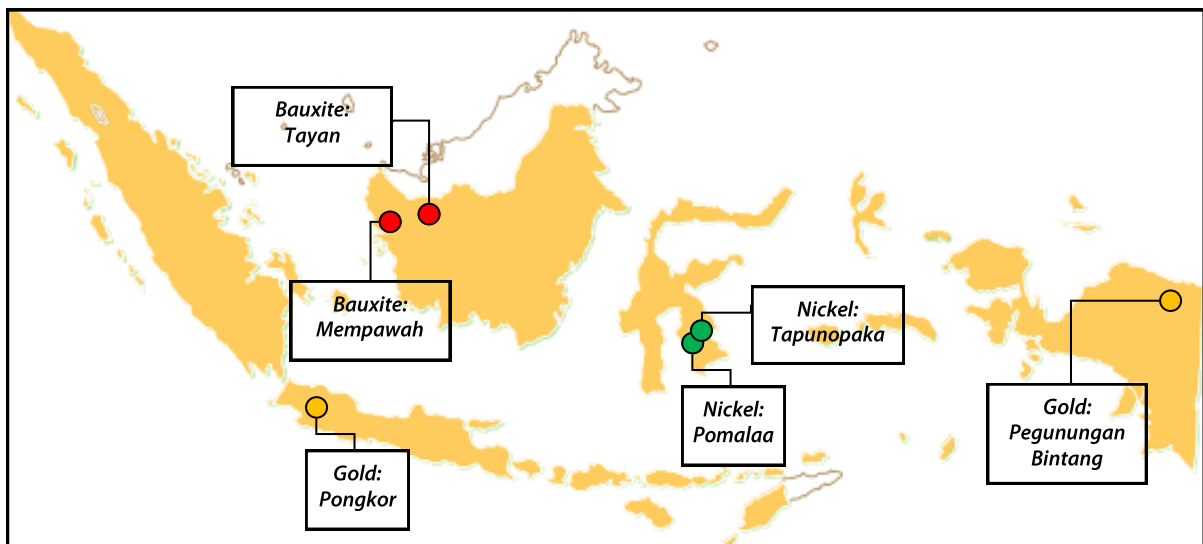 Bauxite:
Tayan
Bauxite:
Mempawah
Nickel:
Tapunopaka
Nickel:
Pomalaa
Gold:
Pegunungan
Bintang
Gold:
Pongkor